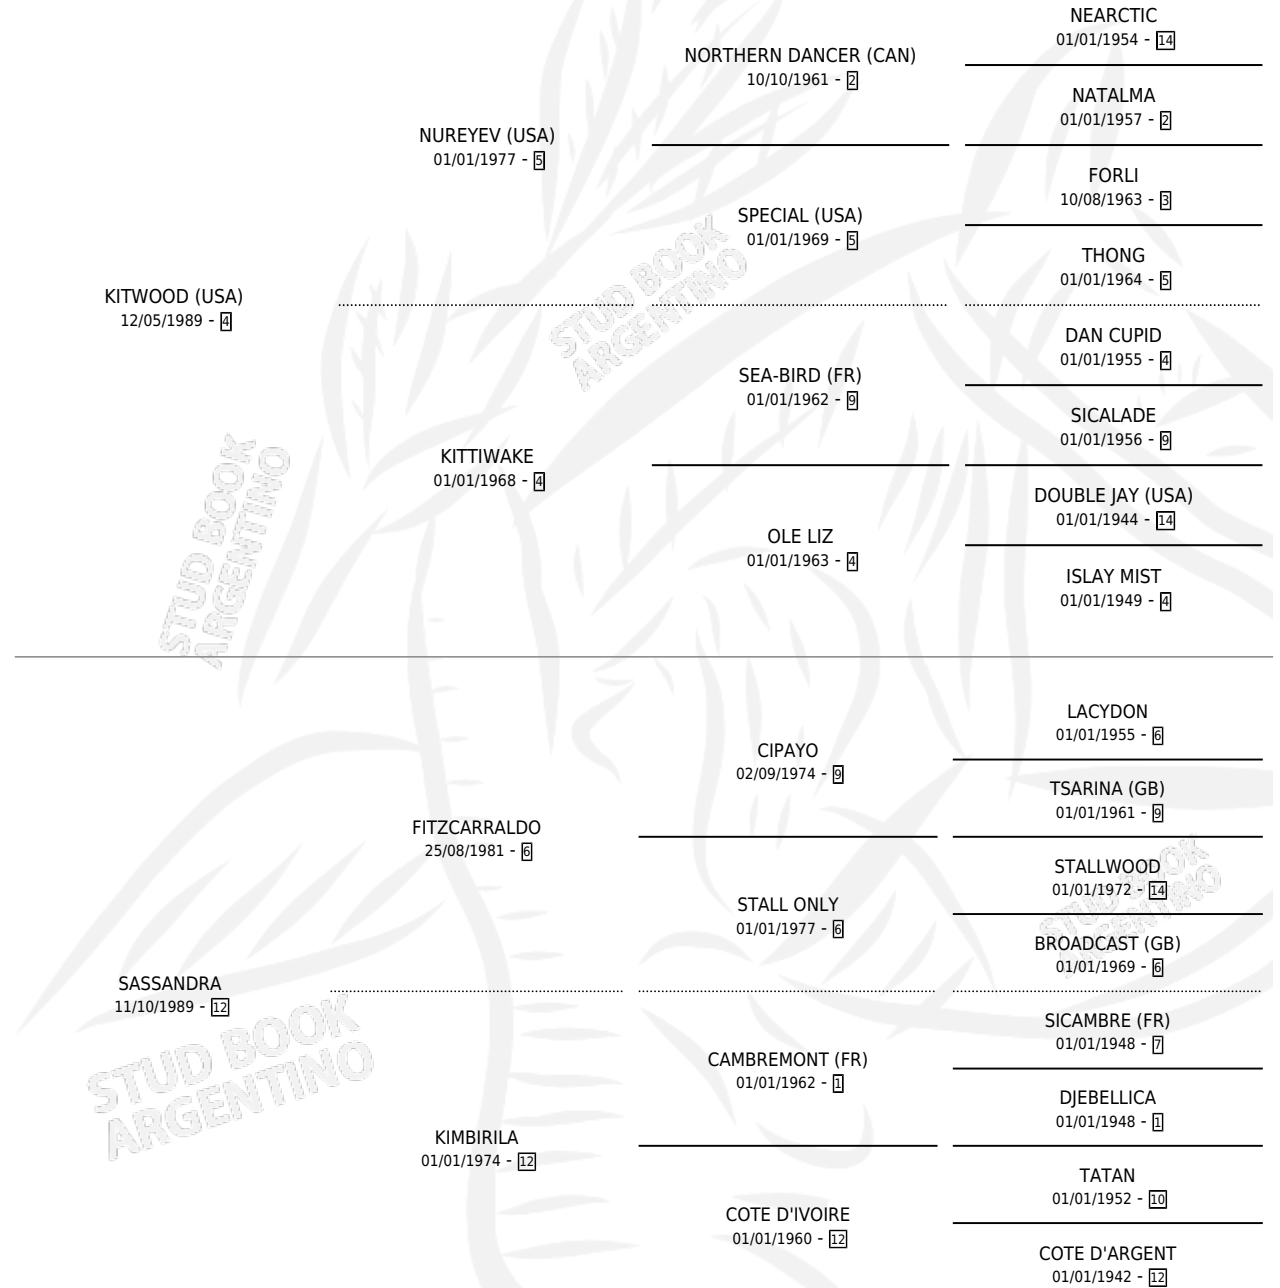 NEARCTIC
01/01/1954 - 14
NORTHERN DANCER (CAN)
10/10/1961 - 2
NATALMA
01/01/1957 - 2
NUREYEV (USA)
01/01/1977 - 5
FORLI
10/08/1963 - 3
SPECIAL (USA)
01/01/1969 - 5
THONG
01/01/1964 - 5
KITWOOD (USA)
12/05/1989 - 4
DAN CUPID
01/01/1955 - 4
SEA-BIRD (FR)
01/01/1962 - 9
SICALADE
01/01/1956 - 9
KITTIWAKE
01/01/1968 - 4
DOUBLE JAY (USA)
01/01/1944 - 14
OLE LIZ
01/01/1963 - 4
ISLAY MIST
01/01/1949 - 4
LACYDON
01/01/1955 - 6
CIPAYO
02/09/1974 - 9
TSARINA (GB)
01/01/1961 - 9
FITZCARRALDO
25/08/1981 - 6
STALLWOOD
01/01/1972 - 14
STALL ONLY
01/01/1977 - 6
BROADCAST (GB)
01/01/1969 - 6
SASSANDRA
11/10/1989 - 12
SICAMBRE (FR)
01/01/1948 - 7
CAMBREMONT (FR)
01/01/1962 - 1
DJEBELLICA
01/01/1948 - 1
KIMBIRILA
01/01/1974 - 12
TATAN
01/01/1952 - 10
COTE D'IVOIRE
01/01/1960 - 12
COTE D'ARGENT
01/01/1942 - 12
STUD BOOK
ARGENTINO
STUD BOOK
ARGENTINO
STUD BOOK
ARGENTINO
STUD BOOK
ARGENTINO